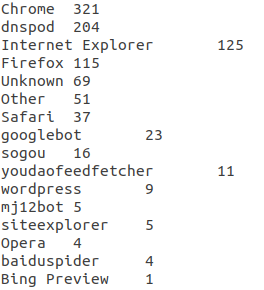 Chrome	321
dnspod	204
Internet Explorer	125
Firefox	115
Unknown	69
Other	51
Safari	37
googlebot	23
sogou	16
youdaofeedfetcher	11
wordpress	9
mj12bot	5
siteexplorer	5
Opera	4
baiduspider	4
Bing Preview	1